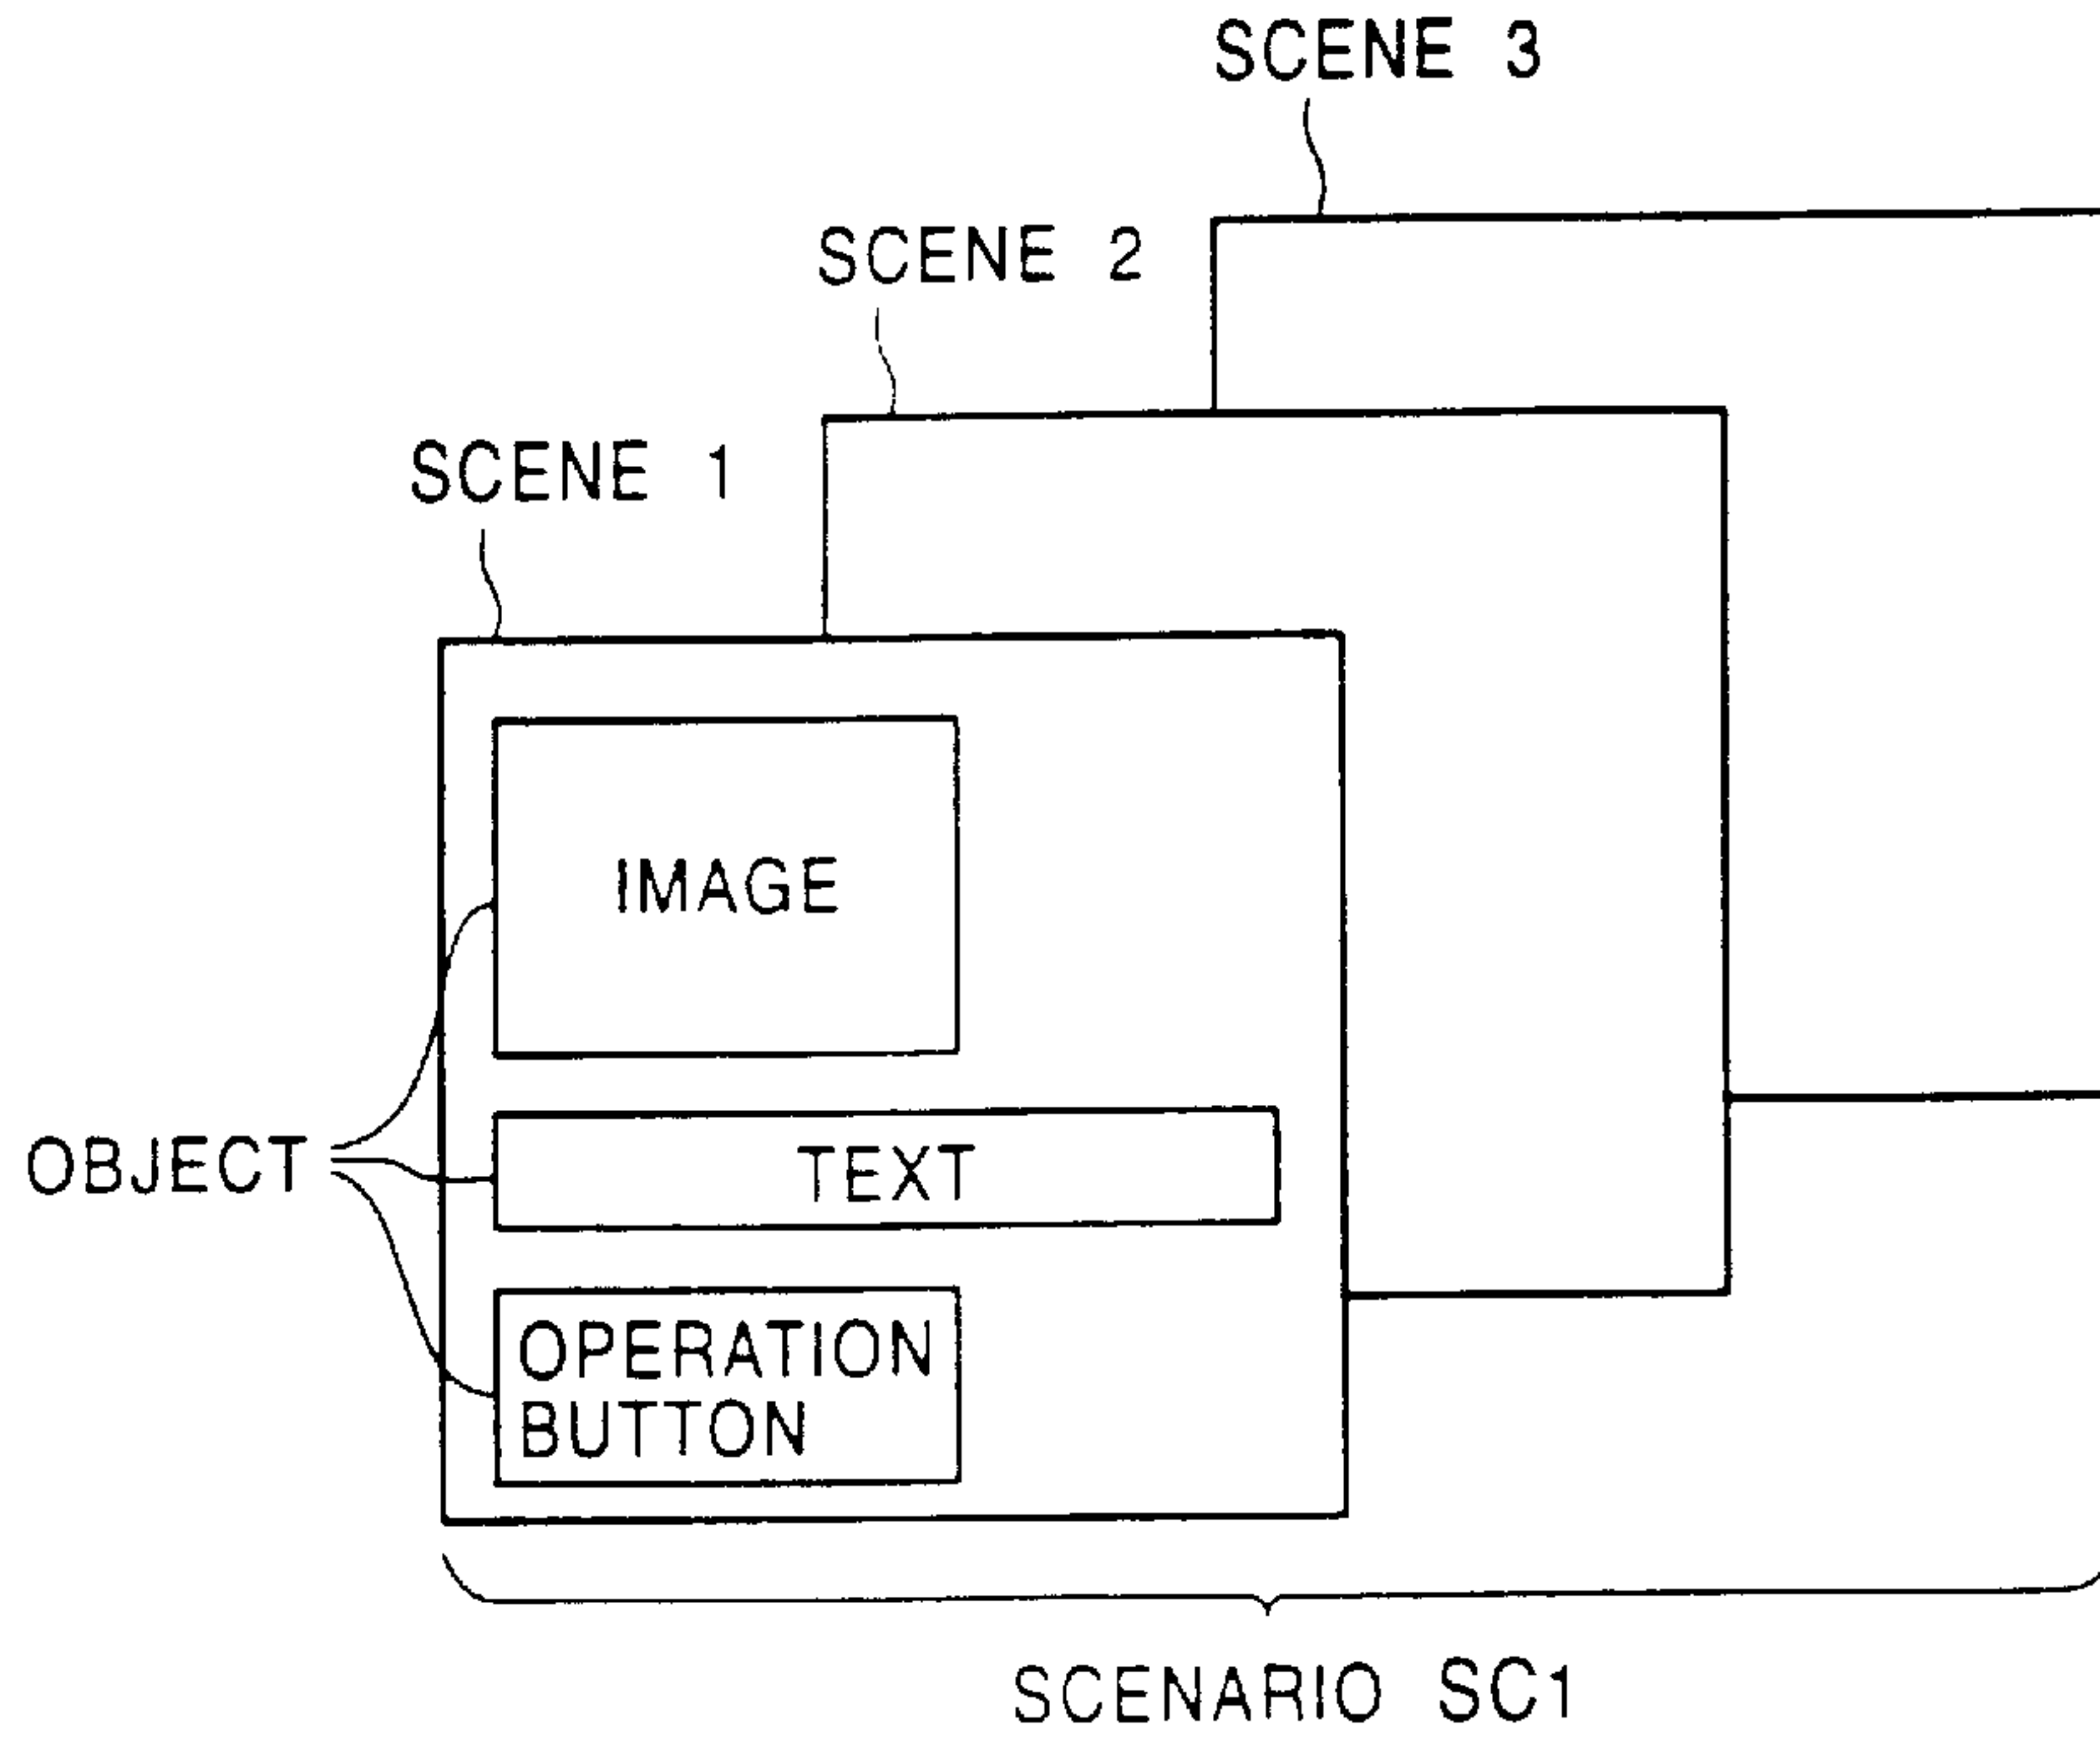 SCENE 3
SCENE 2
SCENE 1
IMAGE
OBJECT
TEXT
OPERATION
BUTTON
SCENARIO SC1